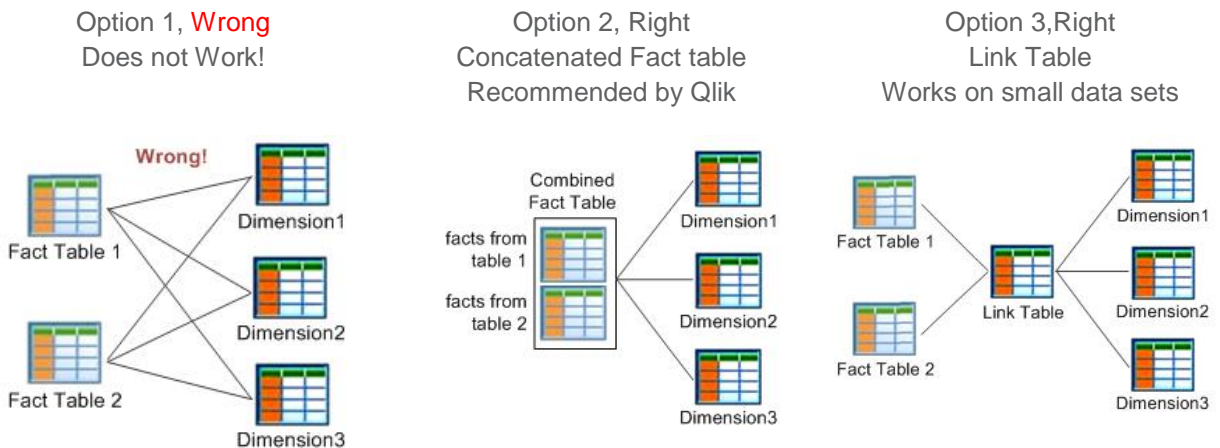 Option 1, Wrong
Does not Work!
Wrong!
Fact Table 1
Fact Table 2
Dimension1
Dimension2
Dimension3
Option 2, Right
Concatenated Fact table
Recommended by Qlik
Combined
Fact Table
facts from
table 1
facts from
table 2
Dimension1
Dimension2
Dimension3
Option 3,Right
Link Table
Works on small data sets
Fact Table 1
Fact Table 2
Link Table
Dimension1
Dimension2
Dimension3